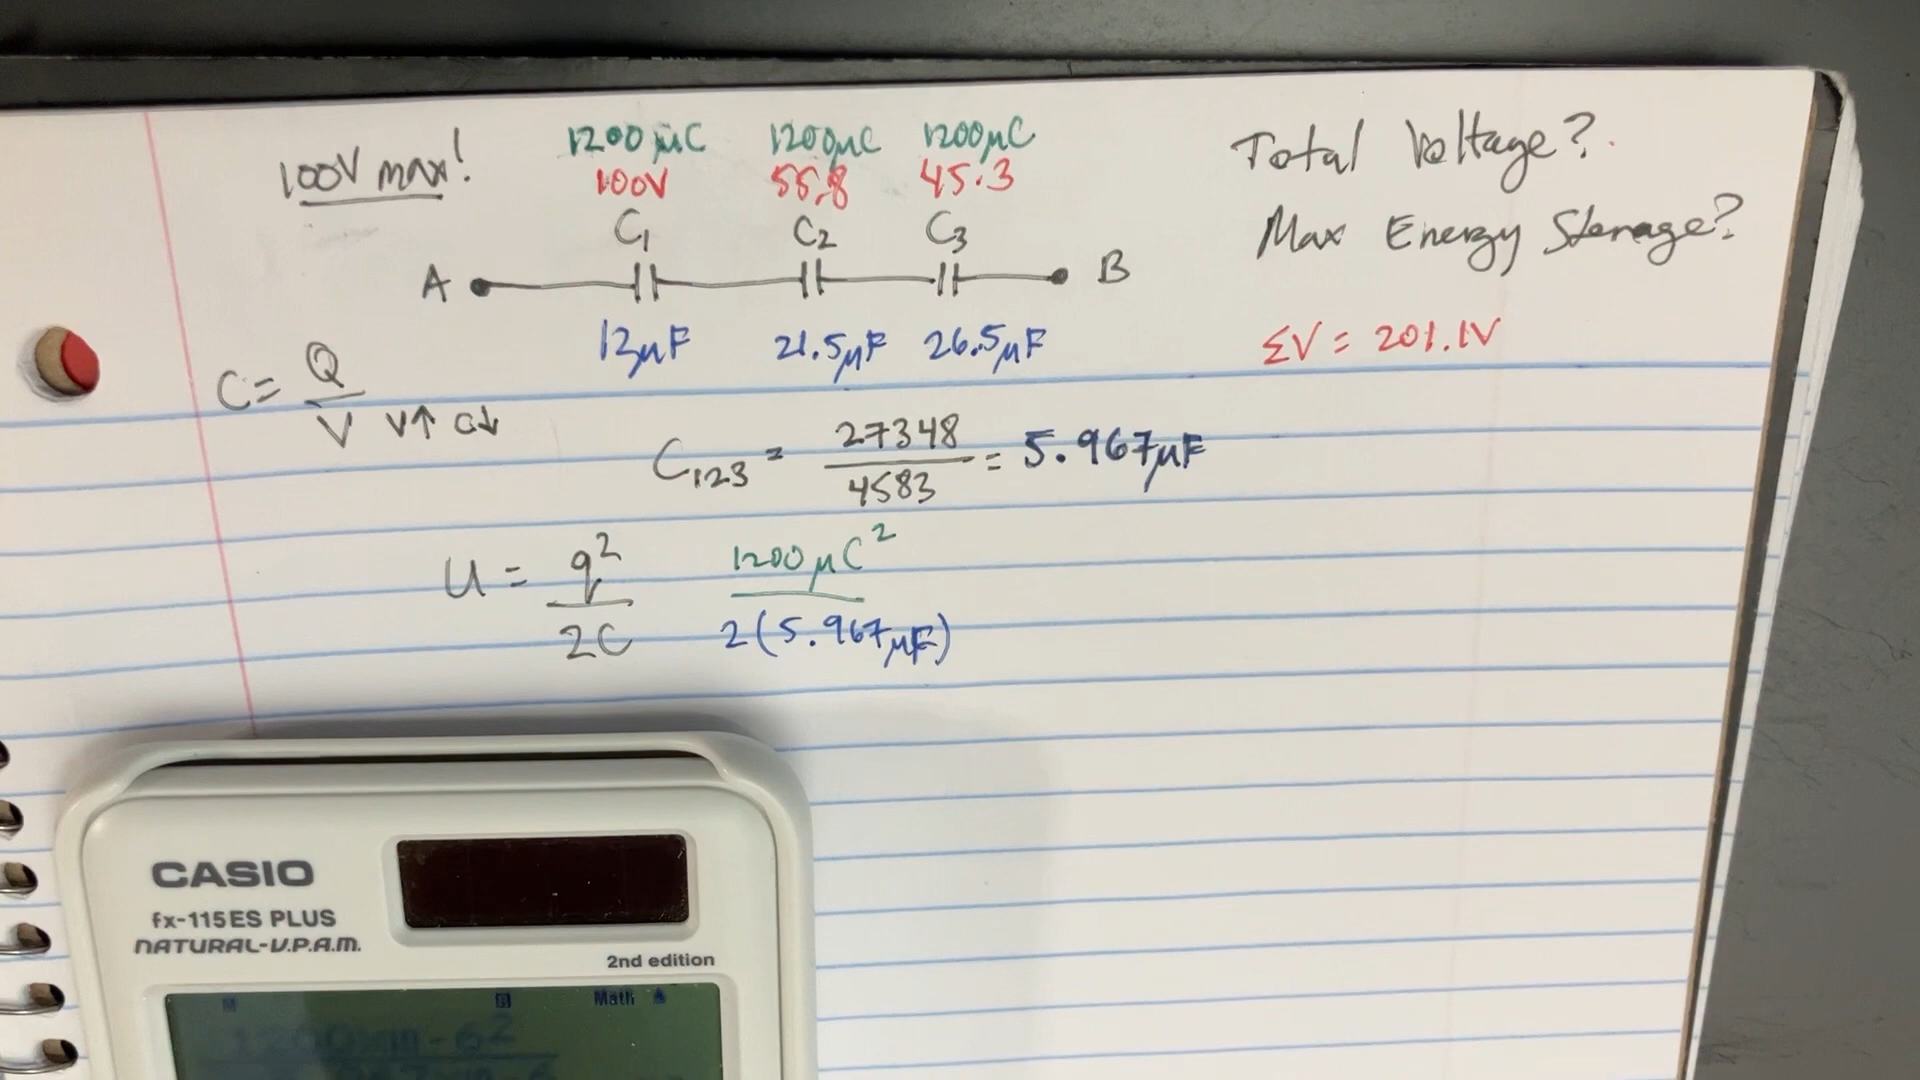 100V max!
1200µC 1200µC 1200µC
100V 55.8 45.3
C1 C2 C3
A B
12µF 21.5µF 26.5µF
Total Voltage?
Max Energy Storage?
ΣV = 201.1V
C = Q/V V↑ C↓
C123 = 27348/4583 = 5.967µF
U = q²/2C 1200µC²/2(5.967µF)
CASIO
fx-115ES PLUS
NATURAL-V.P.A.M.
2nd edition
Math